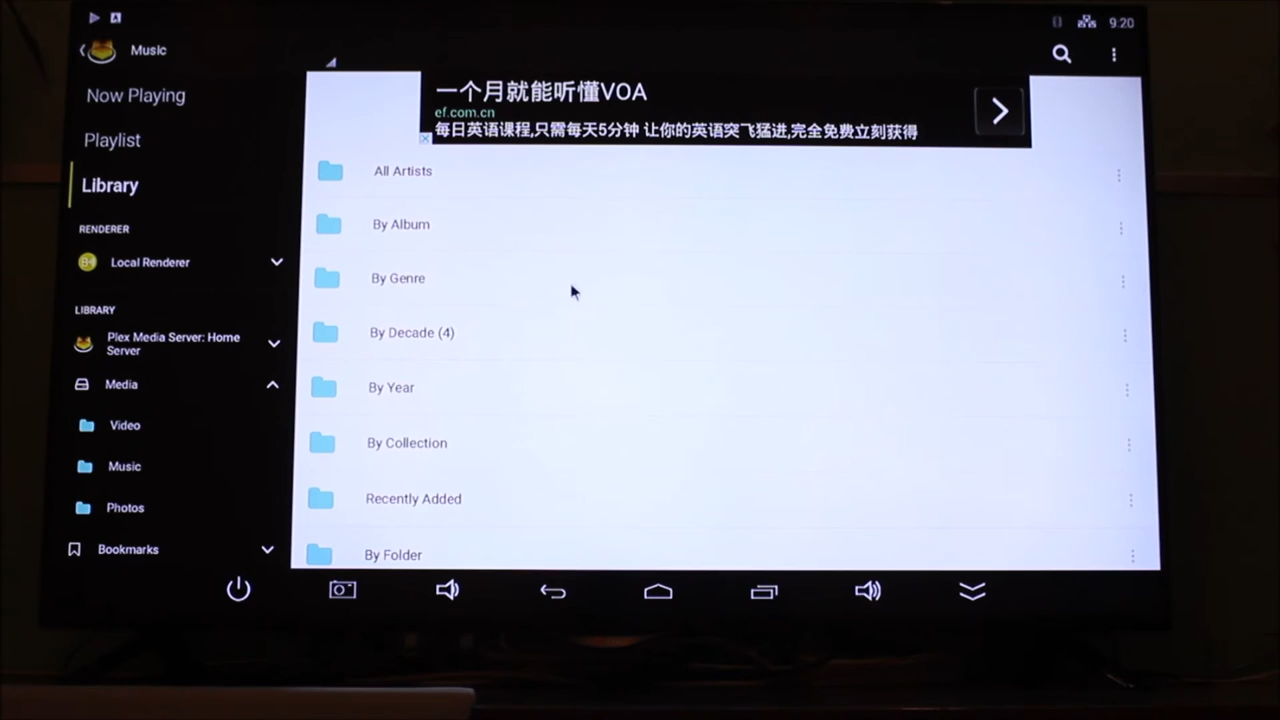 9:20
Music
Now Playing
Playlist
Library
RENDERER
Local Renderer
LIBRARY
Plex Media Server: Home
Server
Media
Video
Music
Photos
Bookmarks
一个月就能听懂VOA
ef.com.cn
每日英语课程,只需每天5分钟 让你的英语突飞猛进,完全免费立刻获得
All Artists
By Album
By Genre
By Decade (4)
By Year
By Collection
Recently Added
By Folder